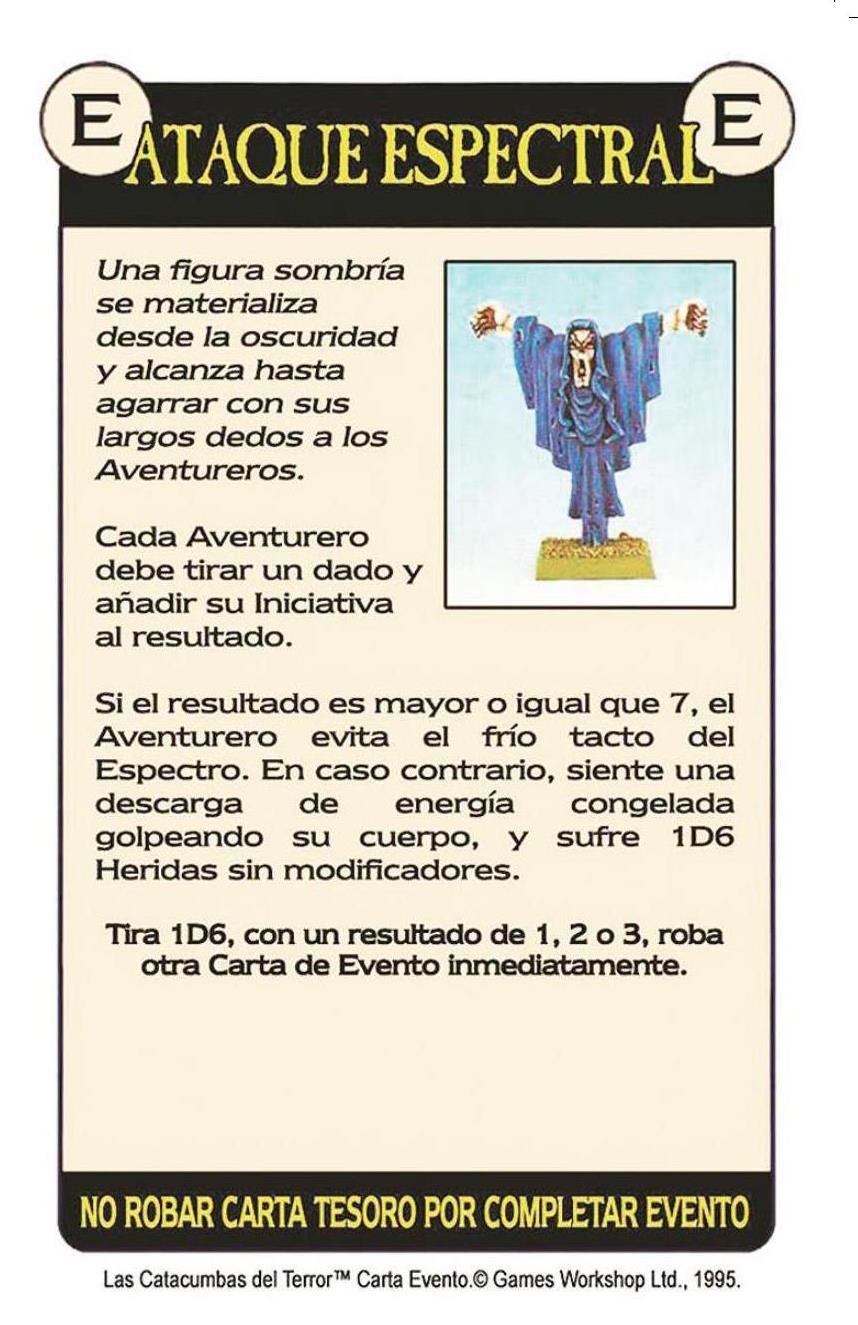 E ATAQUE ESPECTRAL E
Una figura sombría
se materializa
desde la oscuridad
y alcanza hasta
agarrar con sus
largos dedos a los
Aventureros.
Cada Aventurero
debe tirar un dado y
añadir su Iniciativa
al resultado.
Si el resultado es mayor o igual que 7, el
Aventurero evita el frío tacto del
Espectro. En caso contrario, siente una
descarga de energía congelada
golpeando su cuerpo, y sufre 1D6
Heridas sin modificadores.
Tira 1D6, con un resultado de 1, 2 o 3, roba
otra Carta de Evento inmediatamente.
NO ROBAR CARTA TESORO POR COMPLETAR EVENTO
Las Catacumbas del Terror™ Carta Evento.© Games Workshop Ltd., 1995.